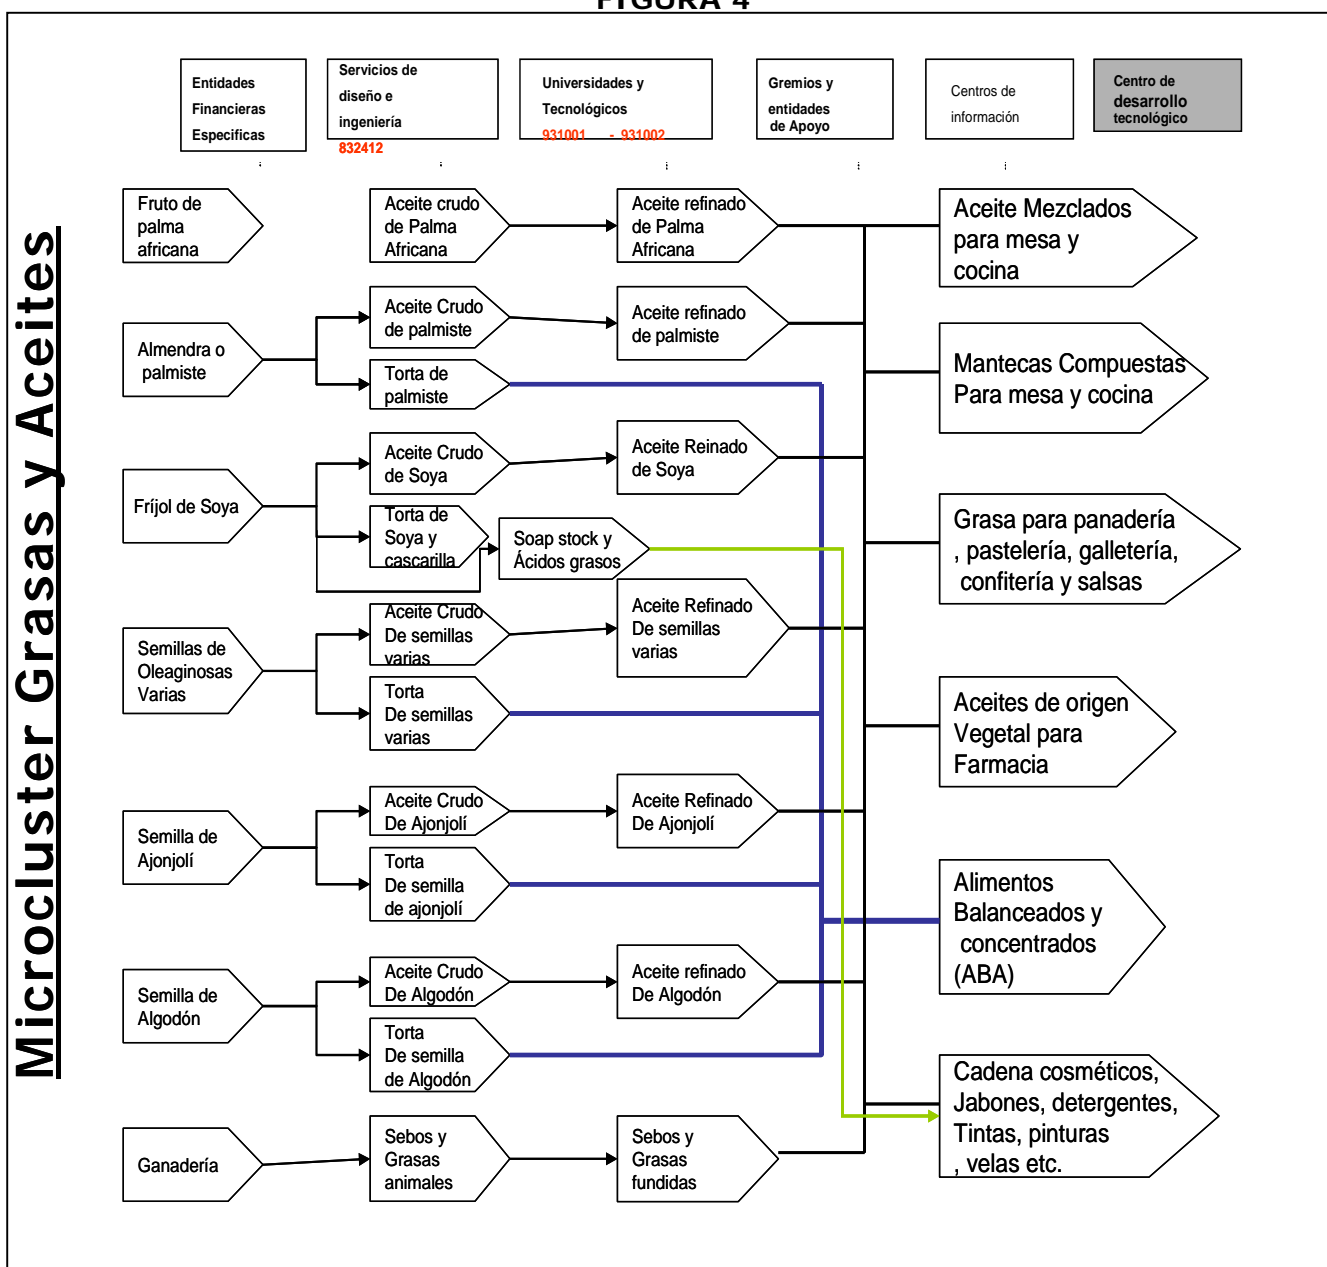 FIGURA 4
Entidades
Financieras
Especificas
Servicios de
diseño e
ingeniería
832412
Universidades y
Tecnológicos
931001 - 931002
Gremios y
entidades
de Apoyo
Centros de
información
Centro de
desarrollo
tecnológico
Microcluster Grasas y Aceites
Fruto de
palma
africana
Aceite crudo
de Palma
Africana
Aceite refinado
de Palma
Africana
Aceite Mezclados
para mesa y
cocina
Almendra o
palmiste
Aceite Crudo
de palmiste
Aceite refinado
de palmiste
Torta de
palmiste
Mantecas Compuestas
Para mesa y cocina
Fríjol de Soya
Aceite Crudo
de Soya
Aceite Reinado
de Soya
Torta de
Soya y
cascarilla
Soap stock y
Ácidos grasos
Grasa para panadería
, pastelería, galletería,
confitería y salsas
Semillas de
Oleaginosas
Varias
Aceite Crudo
De semillas
varias
Aceite Refinado
De semillas
varias
Torta
De semillas
varias
Aceites de origen
Vegetal para
Farmacia
Semilla de
Ajonjolí
Aceite Crudo
De Ajonjolí
Aceite Refinado
De Ajonjolí
Torta
De semilla
de ajonjolí
Alimentos
Balanceados y
concentrados
(ABA)
Semilla de
Algodón
Aceite Crudo
De Algodón
Aceite refinado
De Algodón
Torta
De semilla
de Algodón
Cadena cosméticos,
Jabones, detergentes,
Tintas, pinturas
, velas etc.
Ganadería
Sebos y
Grasas
animales
Sebos y
Grasas
fundidas